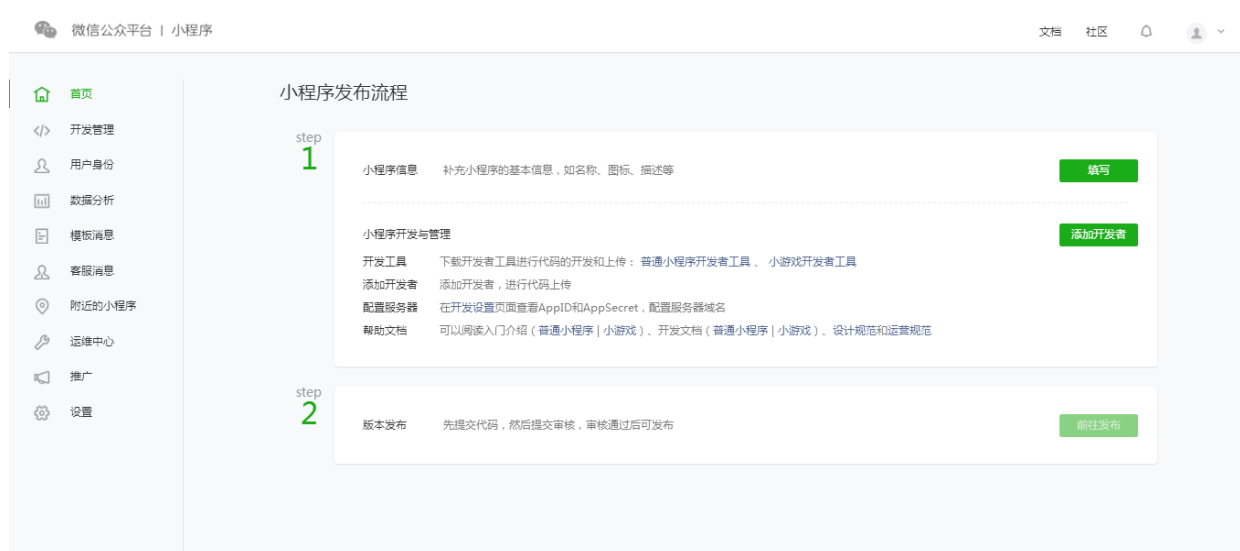 微信公众平台 | 小程序
文档 社区
首页
开发管理
用户身份
数据分析
模板消息
客服消息
附近的小程序
运维中心
推广
设置
小程序发布流程
step
1
小程序信息 补充小程序的基本信息，如名称、图标、描述等 填写
小程序开发与管理 添加开发者
开发工具 下载开发者工具进行代码的开发和上传： 普通小程序开发者工具 、 小游戏开发者工具
添加开发者 添加开发者，进行代码上传
配置服务器 在开发设置页面查看AppID和AppSecret，配置服务器域名
帮助文档 可以阅读入门介绍 ( 普通小程序 | 小游戏 ) 、开发文档 ( 普通小程序 | 小游戏 ) 、设计规范和运营规范
step
2
版本发布 先提交代码，然后提交审核，审核通过后可发布 前往发布